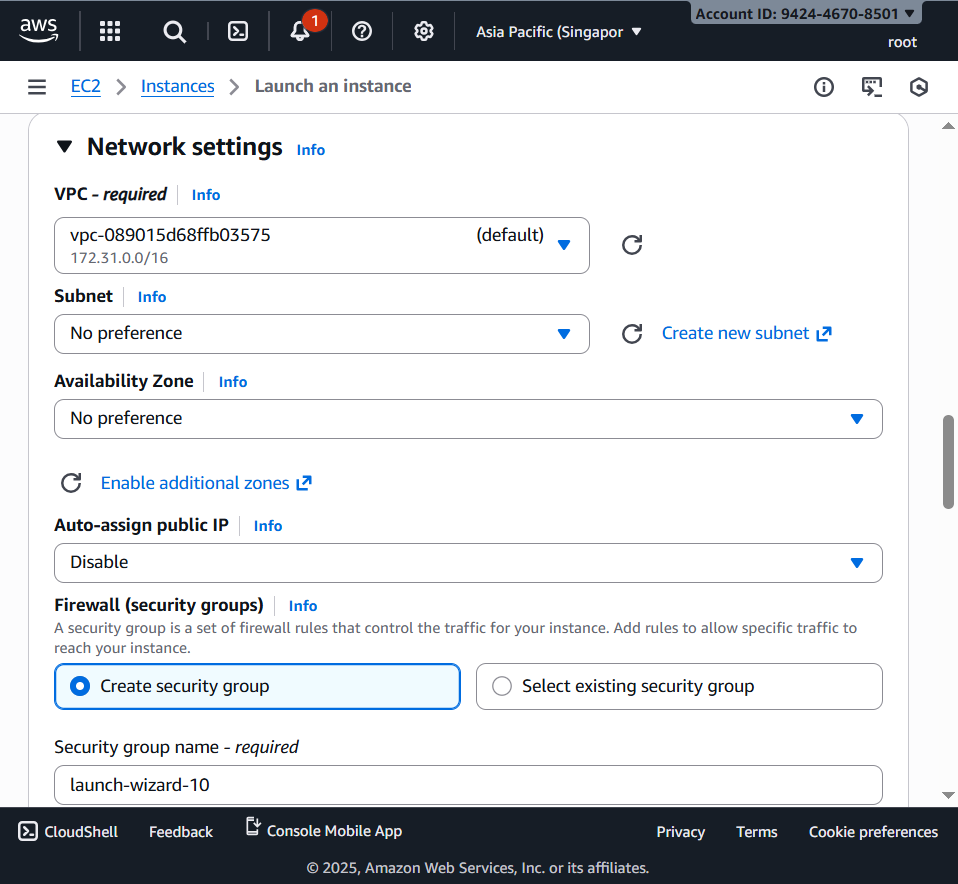 aws
1
Asia Pacific (Singapor
Account ID: 9424-4670-8501
root
EC2
Instances
Launch an instance
Network settings Info
VPC - required Info
vpc-089015d68ffb03575 (default)
172.31.0.0/16
Subnet Info
No preference
Create new subnet
Availability Zone Info
No preference
Enable additional zones
Auto-assign public IP Info
Disable
Firewall (security groups) Info
A security group is a set of firewall rules that control the traffic for your instance. Add rules to allow specific traffic to
reach your instance.
Create security group
Select existing security group
Security group name - required
launch-wizard-10
CloudShell Feedback Console Mobile App Privacy Terms Cookie preferences
© 2025, Amazon Web Services, Inc. or its affiliates.